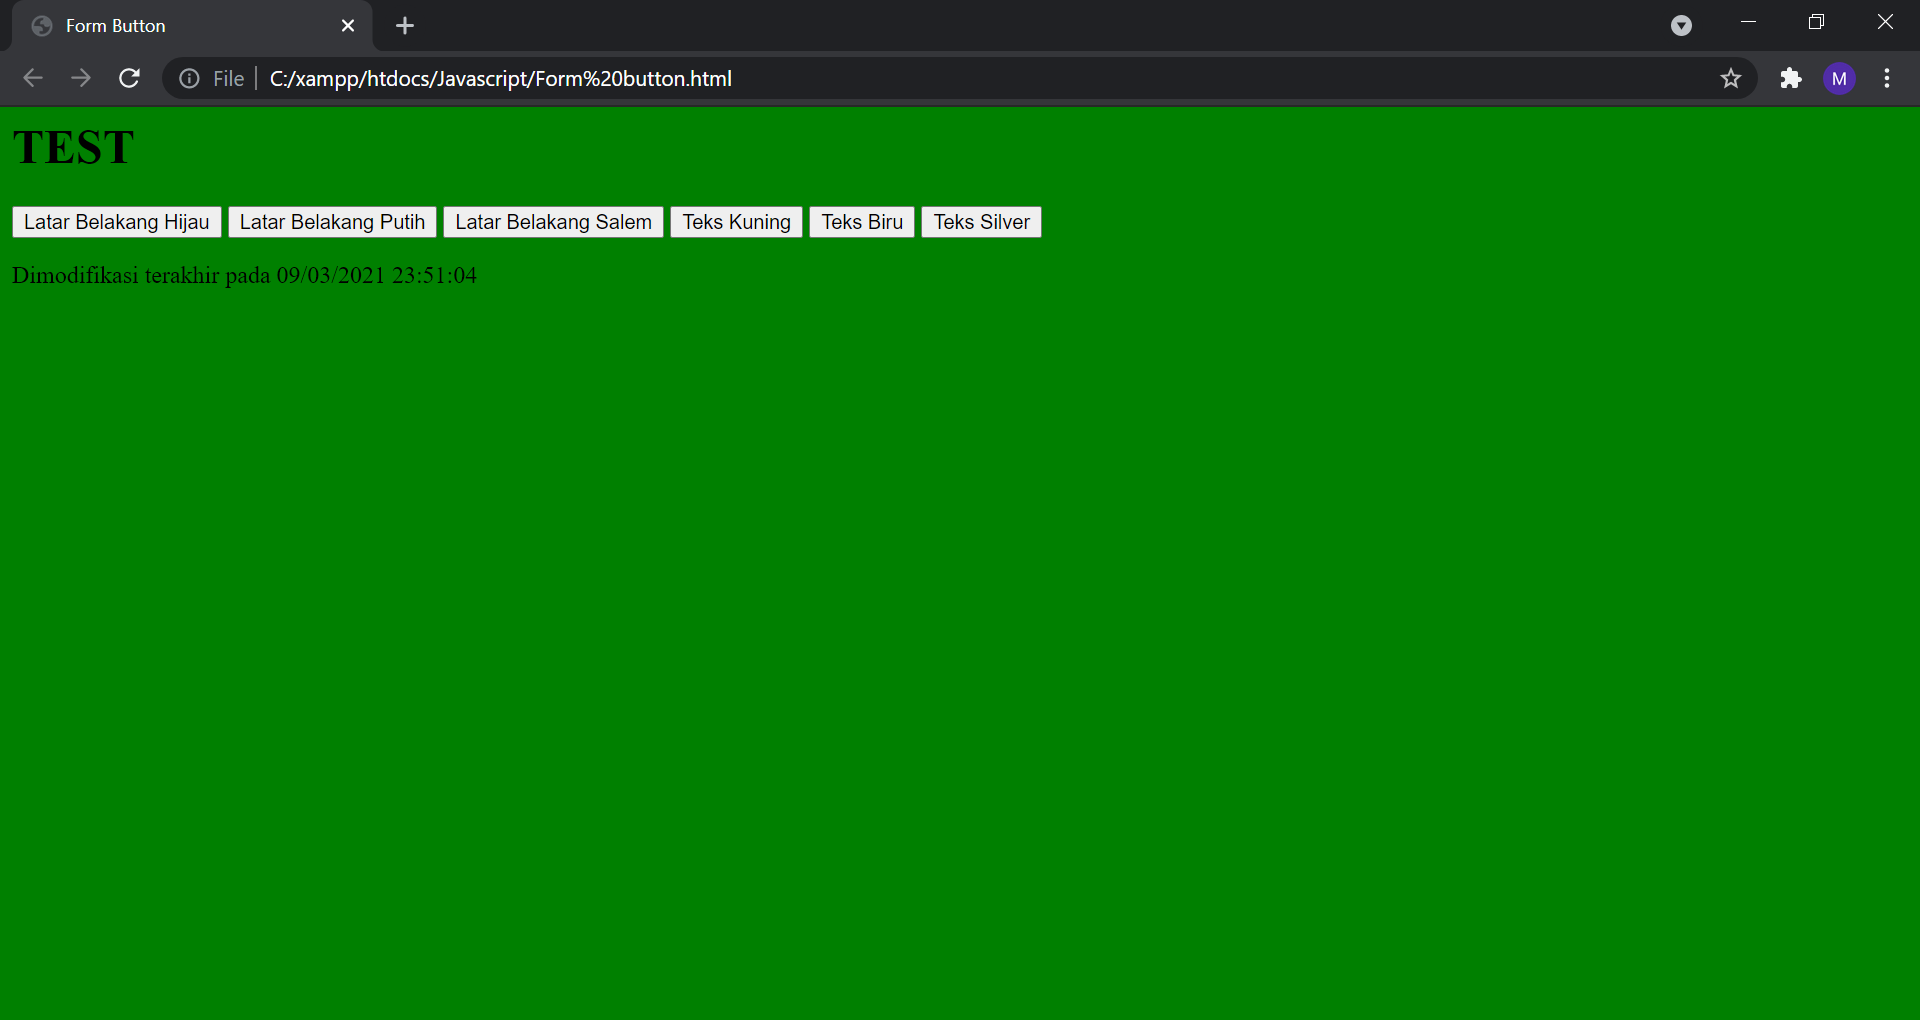 Form Button
File C:/xampp/htdocs/Javascript/Form%20button.html
M
TEST
Latar Belakang Hijau Latar Belakang Putih Latar Belakang Salem Teks Kuning Teks Biru Teks Silver
Dimodifikasi terakhir pada 09/03/2021 23:51:04